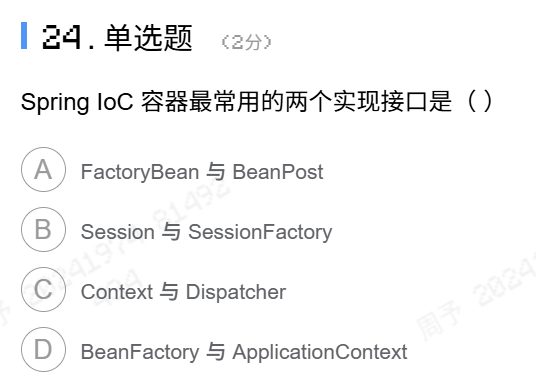 24.单选题 (2分)
Spring IoC 容器最常用的两个实现接口是（ ）
A FactoryBean 与 BeanPost
B Session 与 SessionFactory
C Context 与 Dispatcher
D BeanFactory 与 ApplicationContext